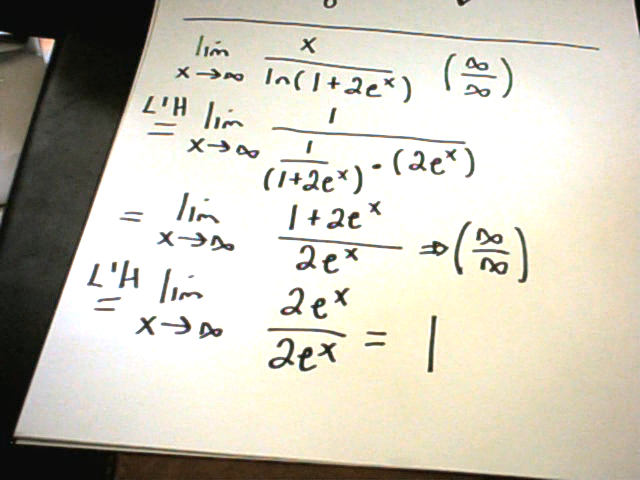 lim x→∞ x / ln(1+2e^x) (∞/∞)
L'H = lim x→∞ 1 / (1/(1+2e^x) · (2e^x))
= lim x→∞ (1+2e^x) / 2e^x ⇒ (∞/∞)
L'H = lim x→∞ 2e^x / 2e^x = 1